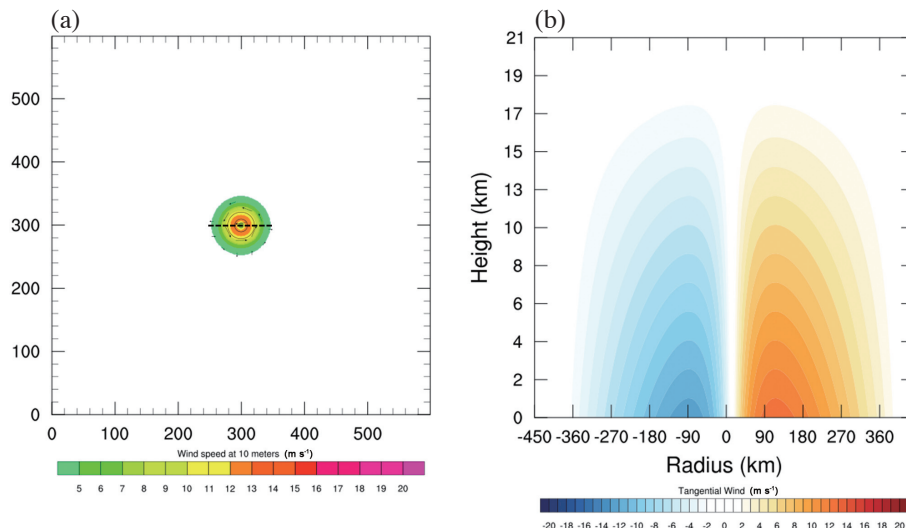 (a)
500
400
300
200
100
0
0 100 200 300 400 500
Wind speed at 10 meters (m s⁻¹)
5 6 7 8 9 10 11 12 13 14 15 16 17 18 19 20
(b)
Height (km)
21
19
17
15
13
10
8
6
4
2
0
-450 -360 -270 -180 -90 0 90 180 270 360
Radius (km)
Tangential Wind (m s⁻¹)
-20 -18 -16 -14 -12 -10 -8 -6 -4 -2 0 2 4 6 8 10 12 14 16 18 20